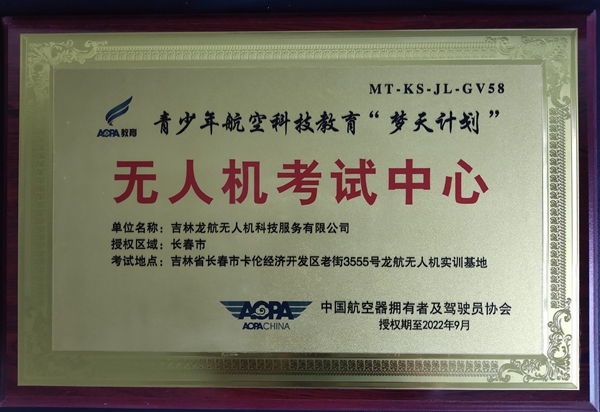 MT-KS-JL-GV58
AOPA教育
青少年航空科技教育“梦天计划”
无人机考试中心
单位名称：吉林龙航无人机科技服务有限公司
授权区域：长春市
考试地点：吉林省长春市卡伦经济开发区老街3555号龙航无人机实训基地
AOPA
AOPA CHINA
中国航空器拥有者及驾驶员协会
授权期至2022年9月